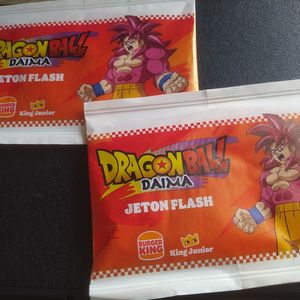 DRAGON BALL
DAIMA
JETON FLASH
BURGER
KING
King Junior
DRAGON BALL
DAIMA
JETON FLASH
BURGER
KING
King Junior